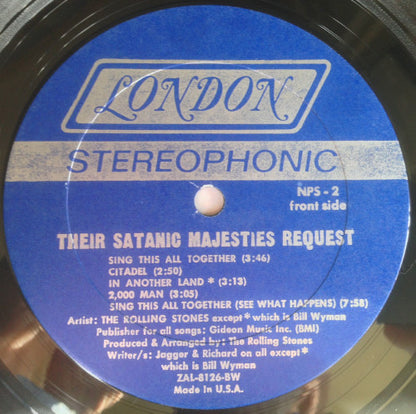 LONDON
STEREOPHONIC
NPS - 2
front side
THEIR SATANIC MAJESTIES REQUEST
SING THIS ALL TOGETHER (3:46)
CITADEL (2:50)
IN ANOTHER LAND * (3:13)
2,000 MAN (3:05)
SING THIS ALL TOGETHER (SEE WHAT HAPPENS) (7:58)
Artist: THE ROLLING STONES except * which is Bill Wyman
Publisher for all songs: Gideon Music Inc. (BMI)
Produced & Arranged by: The Rolling Stones
Writer/s: Jagger & Richard on all except *
which is Bill Wyman
ZAL-8126-BW
Made in U.S.A.